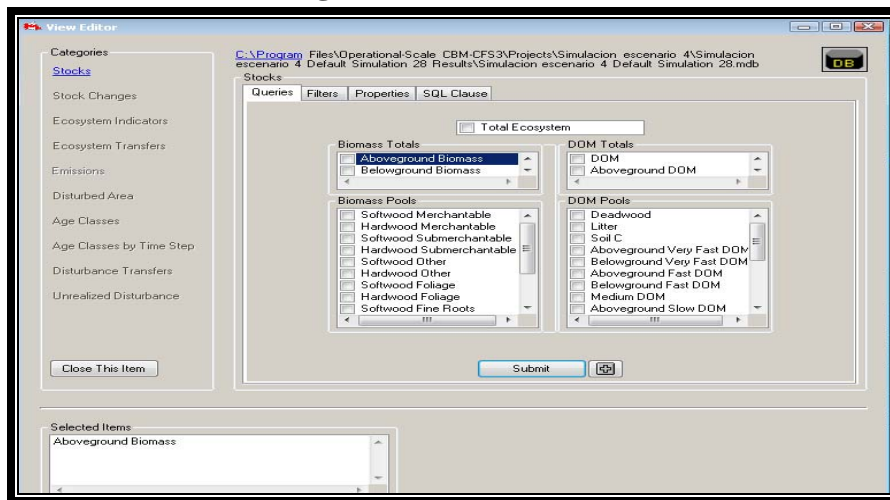 View Editor
Categories
Stocks
Stock Changes
Ecosystem Indicators
Ecosystem Transfers
Emissions
Disturbed Area
Age Classes
Age Classes by Time Step
Disturbance Transfers
Unrealized Disturbance
Close This Item
C:\Program Files\Operational-Scale CBM-CFS3\Projects\Simulacion escenario 4\Simulacion
escenario 4 Default Simulation 28 Results\Simulacion escenario 4 Default Simulation 28.mdb
DB
Stocks
Queries Filters Properties SQL Clause
Total Ecosystem
Biomass Totals
Aboveground Biomass
Belowground Biomass
DOM Totals
DOM
Aboveground DOM
Biomass Pools
Softwood Merchantable
Hardwood Merchantable
Softwood Submerchantable
Hardwood Submerchantable
Softwood Other
Hardwood Other
Softwood Foliage
Hardwood Foliage
Softwood Fine Roots
DOM Pools
Deadwood
Litter
Soil C
Aboveground Very Fast DOM
Belowground Very Fast DOM
Aboveground Fast DOM
Belowground Fast DOM
Medium DOM
Aboveground Slow DOM
Submit
Selected Items
Aboveground Biomass